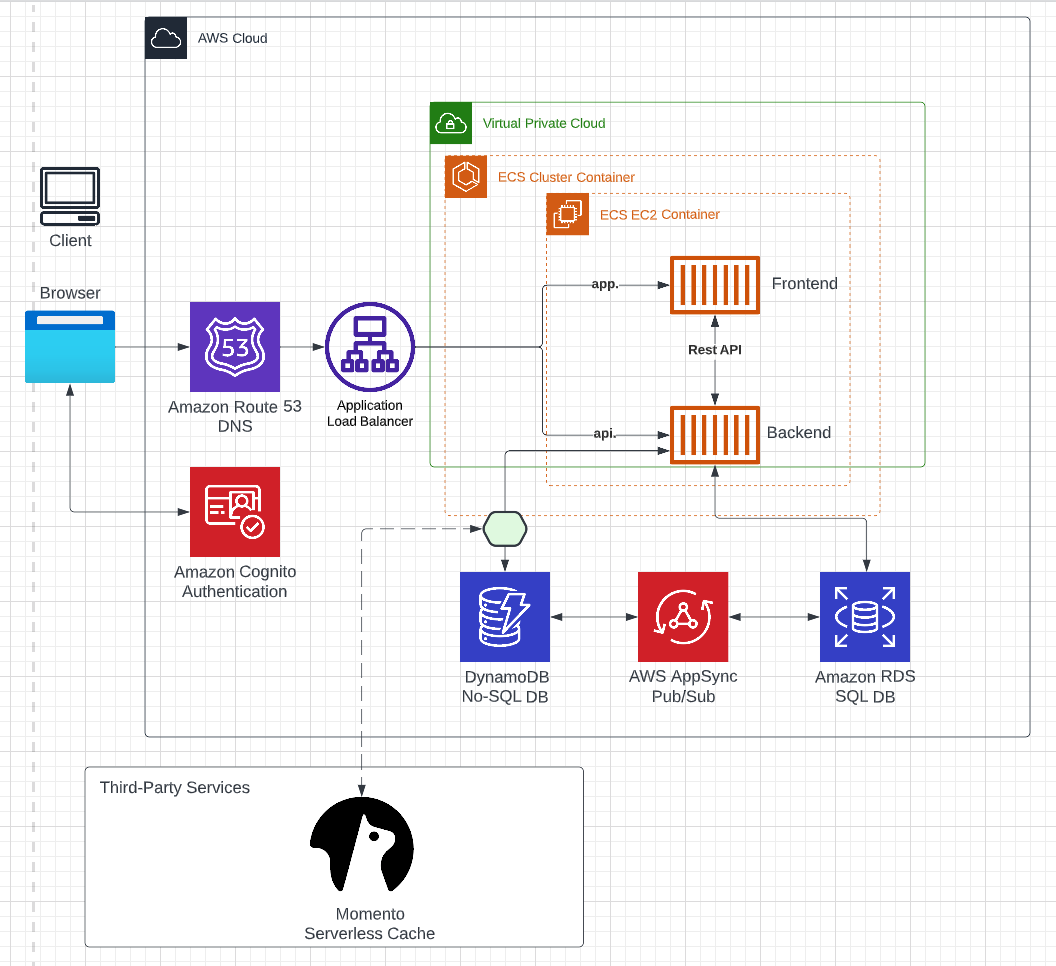 AWS Cloud
Virtual Private Cloud
ECS Cluster Container
ECS EC2 Container
Client
Browser
app.
Frontend
53
Rest API
Amazon Route 53
DNS
Application
Load Balancer
api.
Backend
Amazon Cognito
Authentication
DynamoDB
No-SQL DB
AWS AppSync
Pub/Sub
Amazon RDS
SQL DB
Third-Party Services
Momento
Serverless Cache